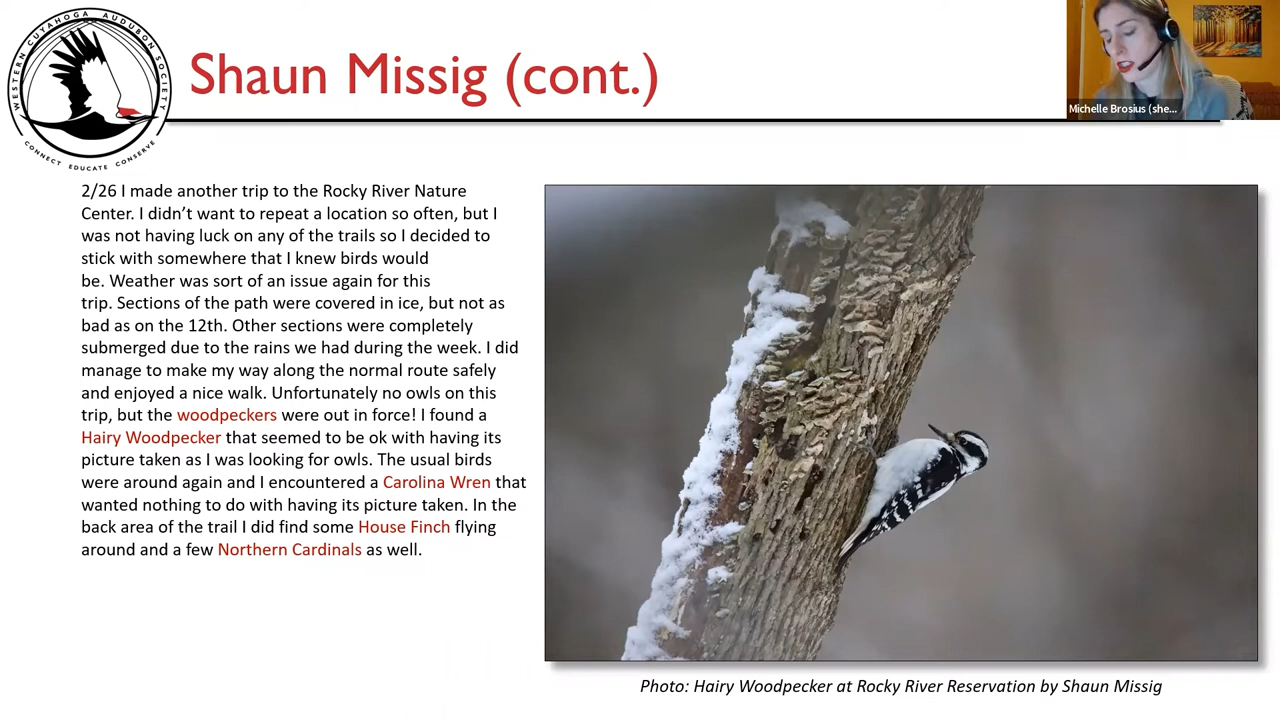 WESTERN CUYAHOGA AUDUBON SOCIETY
CONNECT EDUCATE CONSERVE
Shaun Missig (cont.)
Michelle Brosius (she...
2/26 I made another trip to the Rocky River Nature
Center. I didn’t want to repeat a location so often, but I
was not having luck on any of the trails so I decided to
stick with somewhere that I knew birds would
be. Weather was sort of an issue again for this
trip. Sections of the path were covered in ice, but not as
bad as on the 12th. Other sections were completely
submerged due to the rains we had during the week. I did
manage to make my way along the normal route safely
and enjoyed a nice walk. Unfortunately no owls on this
trip, but the woodpeckers were out in force! I found a
Hairy Woodpecker that seemed to be ok with having its
picture taken as I was looking for owls. The usual birds
were around again and I encountered a Carolina Wren that
wanted nothing to do with having its picture taken. In the
back area of the trail I did find some House Finch flying
around and a few Northern Cardinals as well.
Photo: Hairy Woodpecker at Rocky River Reservation by Shaun Missig